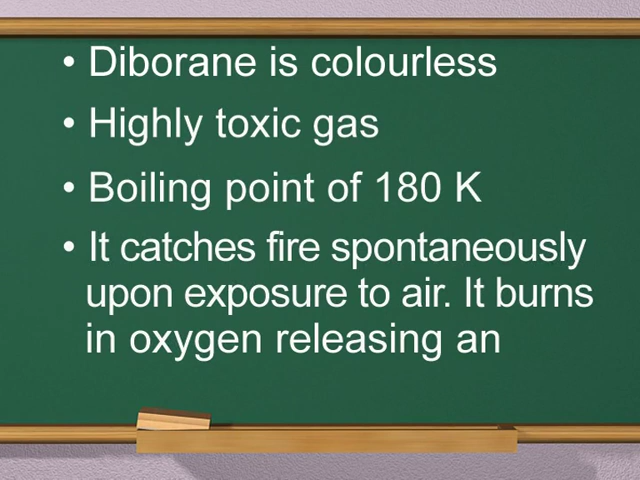 • Diborane is colourless
• Highly toxic gas
• Boiling point of 180 K
• It catches fire spontaneously
upon exposure to air. It burns
in oxygen releasing an